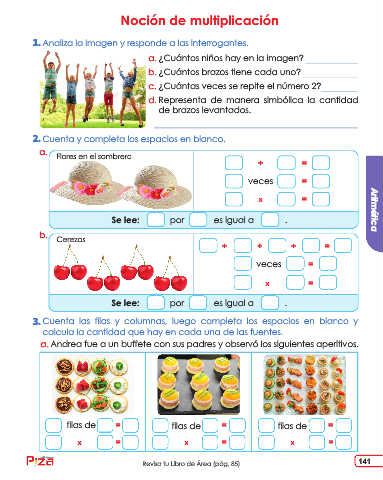 Noción de multiplicación
1. Analiza la imagen y responde a las interrogantes.
a. ¿Cuántos niños hay en la imagen?
b. ¿Cuántos brazos tiene cada uno?
c. ¿Cuántas veces se repite el número 2?
d. Representa de manera simbólica la cantidad
de brazos levantados.
2. Cuenta y completa los espacios en blanco.
a.
Flores en el sombrero
+ =
veces =
x =
Se lee: por es igual a .
b.
Cerezas
+ + + =
veces =
x =
Se lee: por es igual a .
Aritmética
3. Cuenta las filas y columnas, luego completa los espacios en blanco y
calcula la cantidad que hay en cada una de las fuentes.
a. Andrea fue a un buffete con sus padres y observó los siguientes aperitivos.
filas de = filas de = filas de =
x = x = x =
Revisa tu Libro de Área (pág. 85)
141